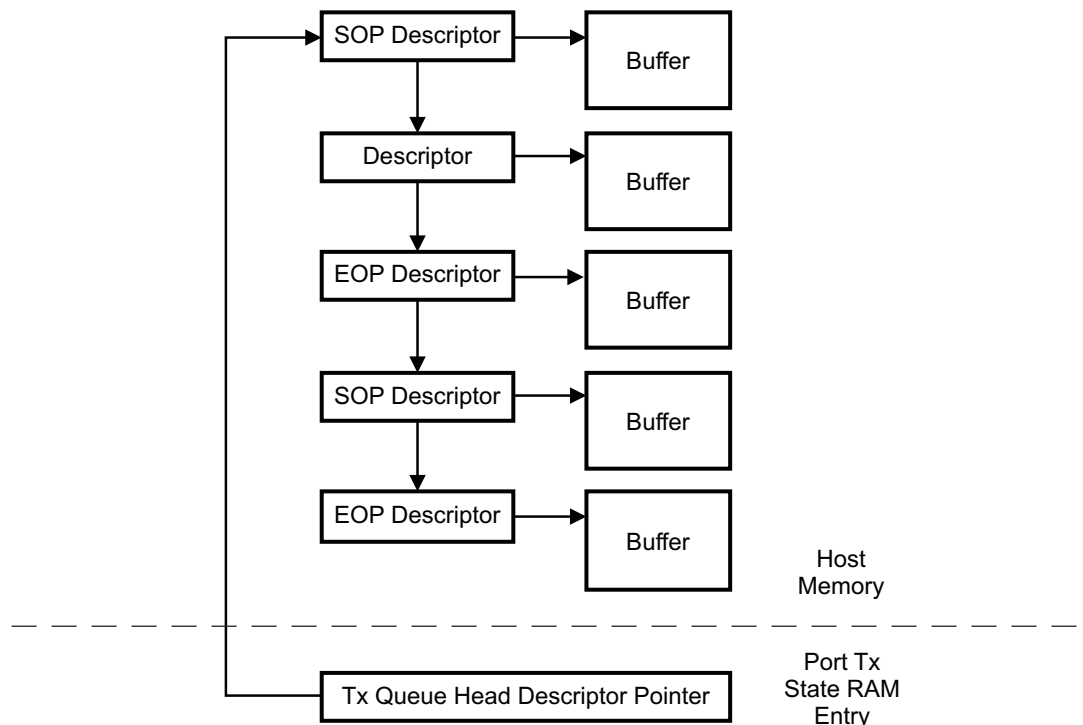 SOP Descriptor
Buffer
Descriptor
Buffer
EOP Descriptor
Buffer
SOP Descriptor
Buffer
EOP Descriptor
Buffer
Host
Memory
Port Tx
State RAM
Entry
Tx Queue Head Descriptor Pointer